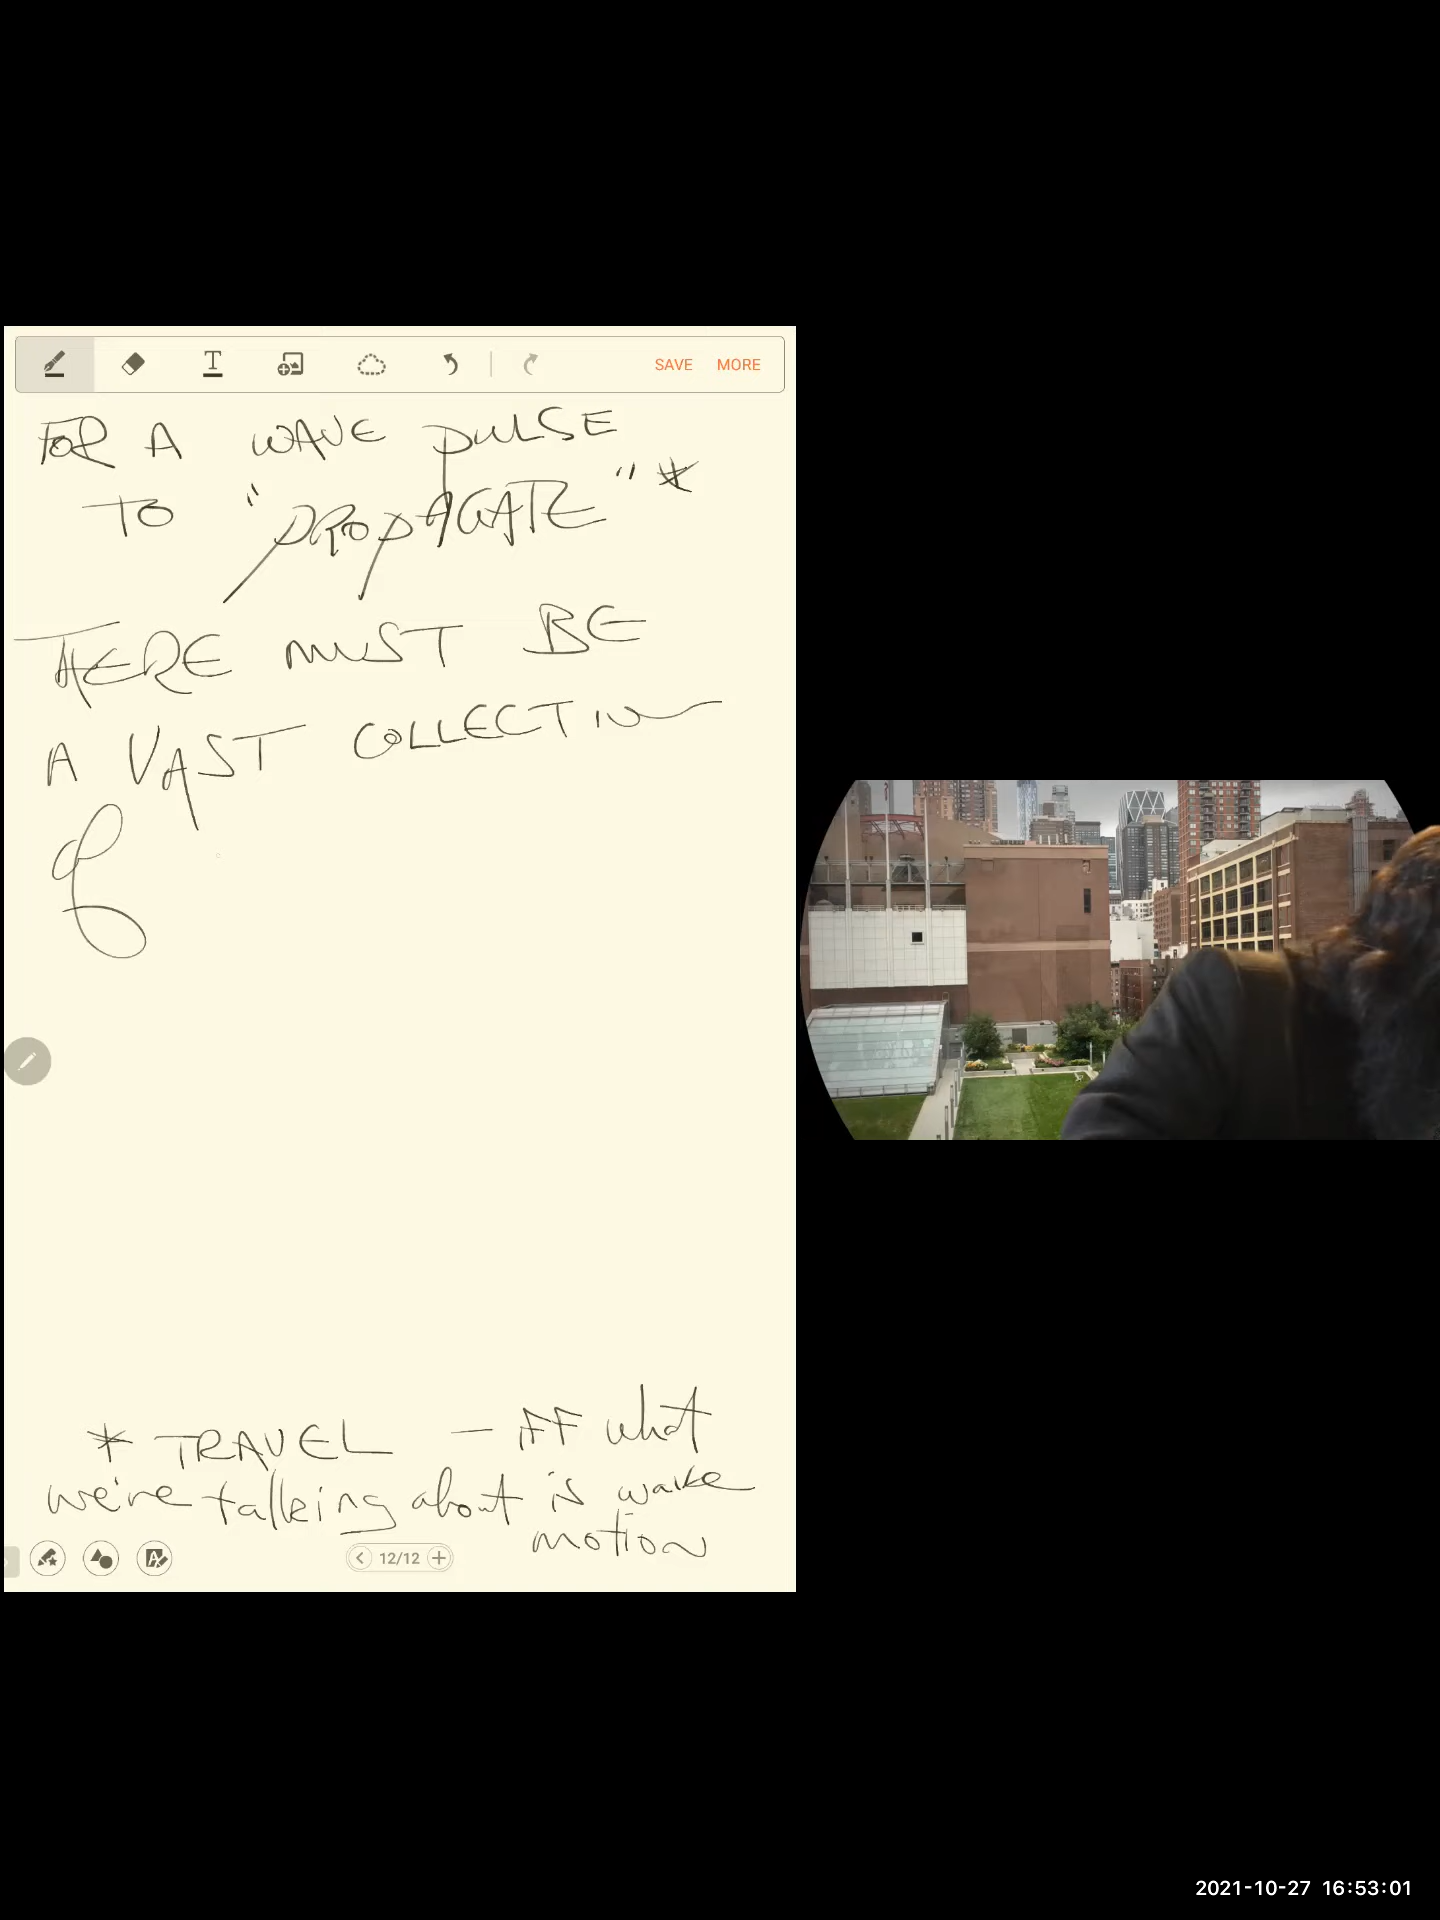 SAVE MORE
FOR A WAVE PULSE
TO "PROPAGATE" *
THERE MUST BE
A VAST COLLECTION
of
* TRAVEL — iff what
we're talking about is wave
motion
12/12
2021-10-27 16:53:01